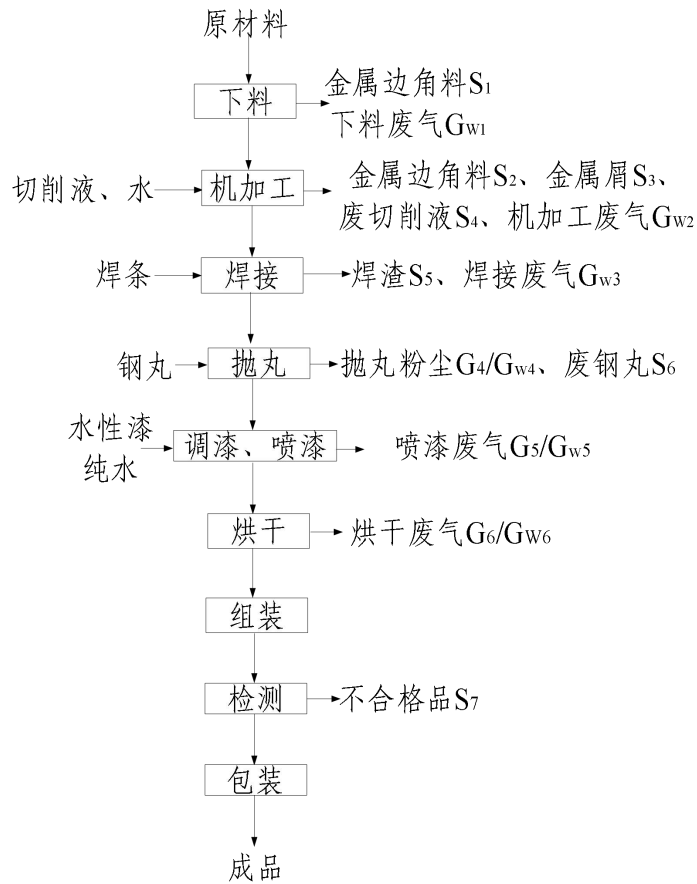 原材料
下料
金属边角料S1
下料废气GW1
切削液、水
机加工
金属边角料S2、金属屑S3、
废切削液S4、机加工废气GW2
焊条
焊接
焊渣S5、焊接废气GW3
钢丸
抛丸
抛丸粉尘G4/GW4、废钢丸S6
水性漆
纯水
调漆、喷漆
喷漆废气G5/GW5
烘干
烘干废气G6/GW6
组装
检测
不合格品S7
包装
成品